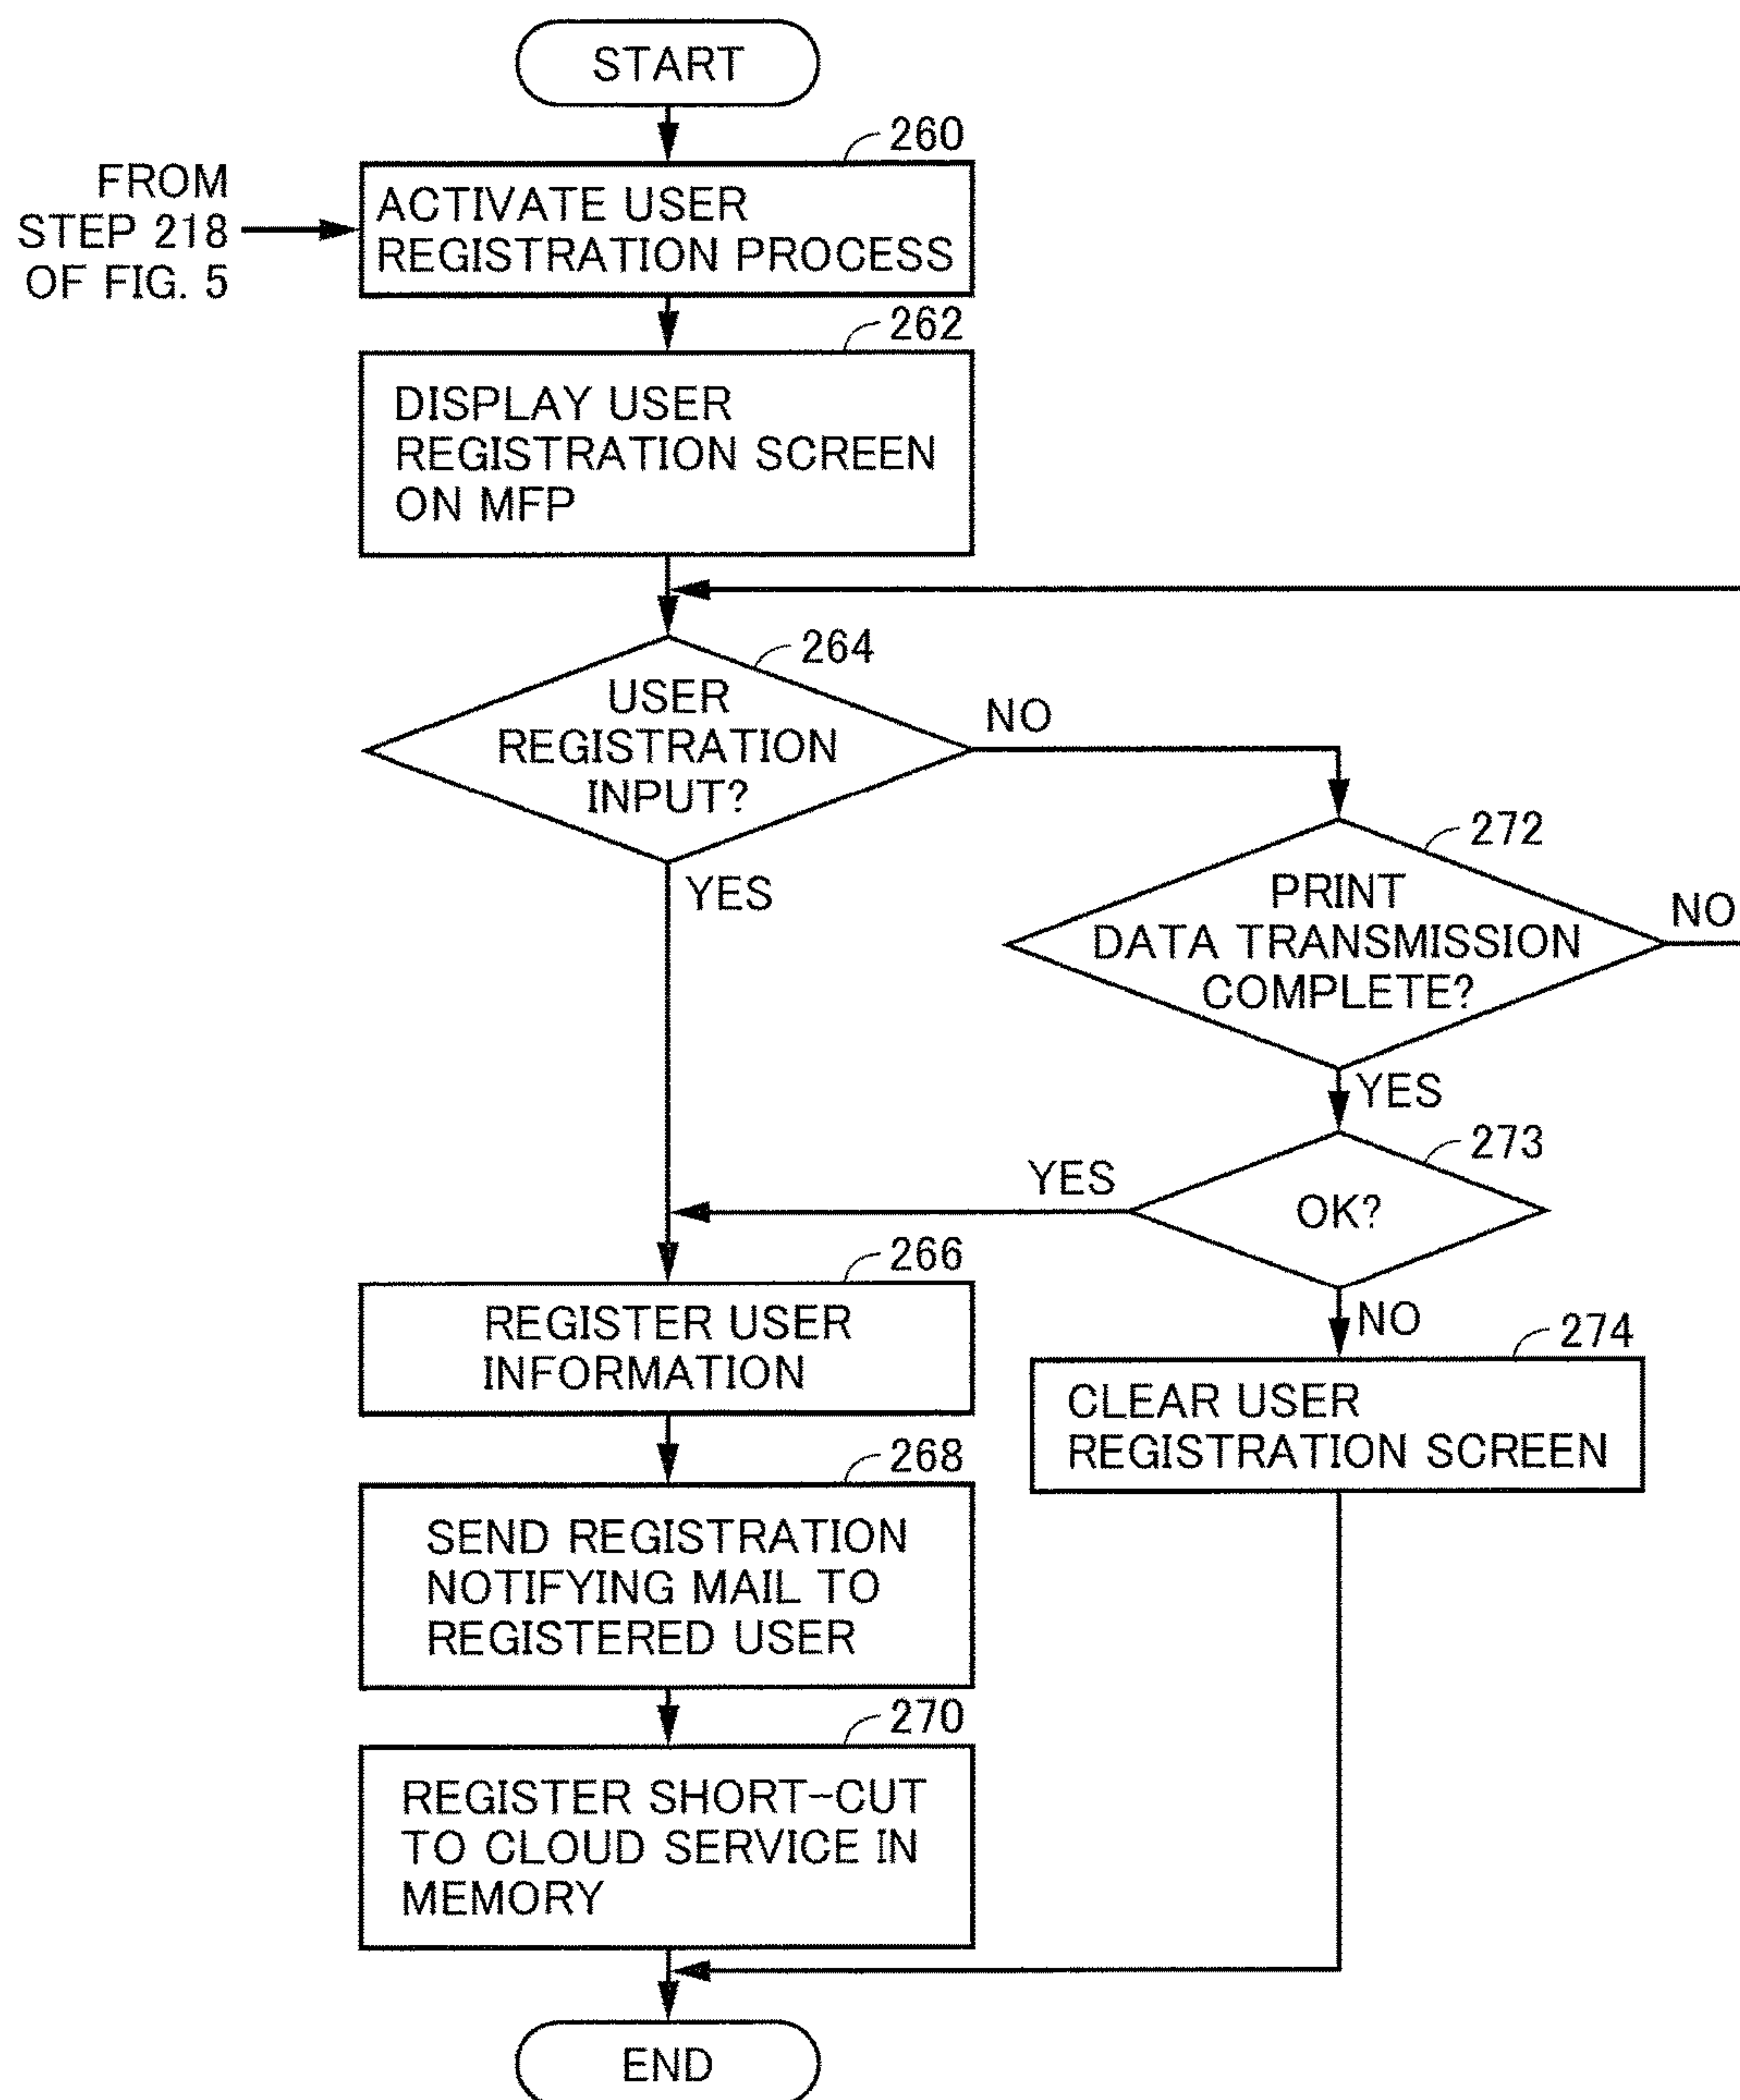 START
260
FROM
STEP 218
OF FIG. 5
ACTIVATE USER
REGISTRATION PROCESS
262
DISPLAY USER
REGISTRATION SCREEN
ON MFP
264
USER
REGISTRATION
INPUT?
NO
YES
272
PRINT
DATA TRANSMISSION
COMPLETE?
NO
YES
273
OK?
YES
NO
266
REGISTER USER
INFORMATION
274
CLEAR USER
REGISTRATION SCREEN
268
SEND REGISTRATION
NOTIFYING MAIL TO
REGISTERED USER
270
REGISTER SHORT-CUT
TO CLOUD SERVICE IN
MEMORY
END